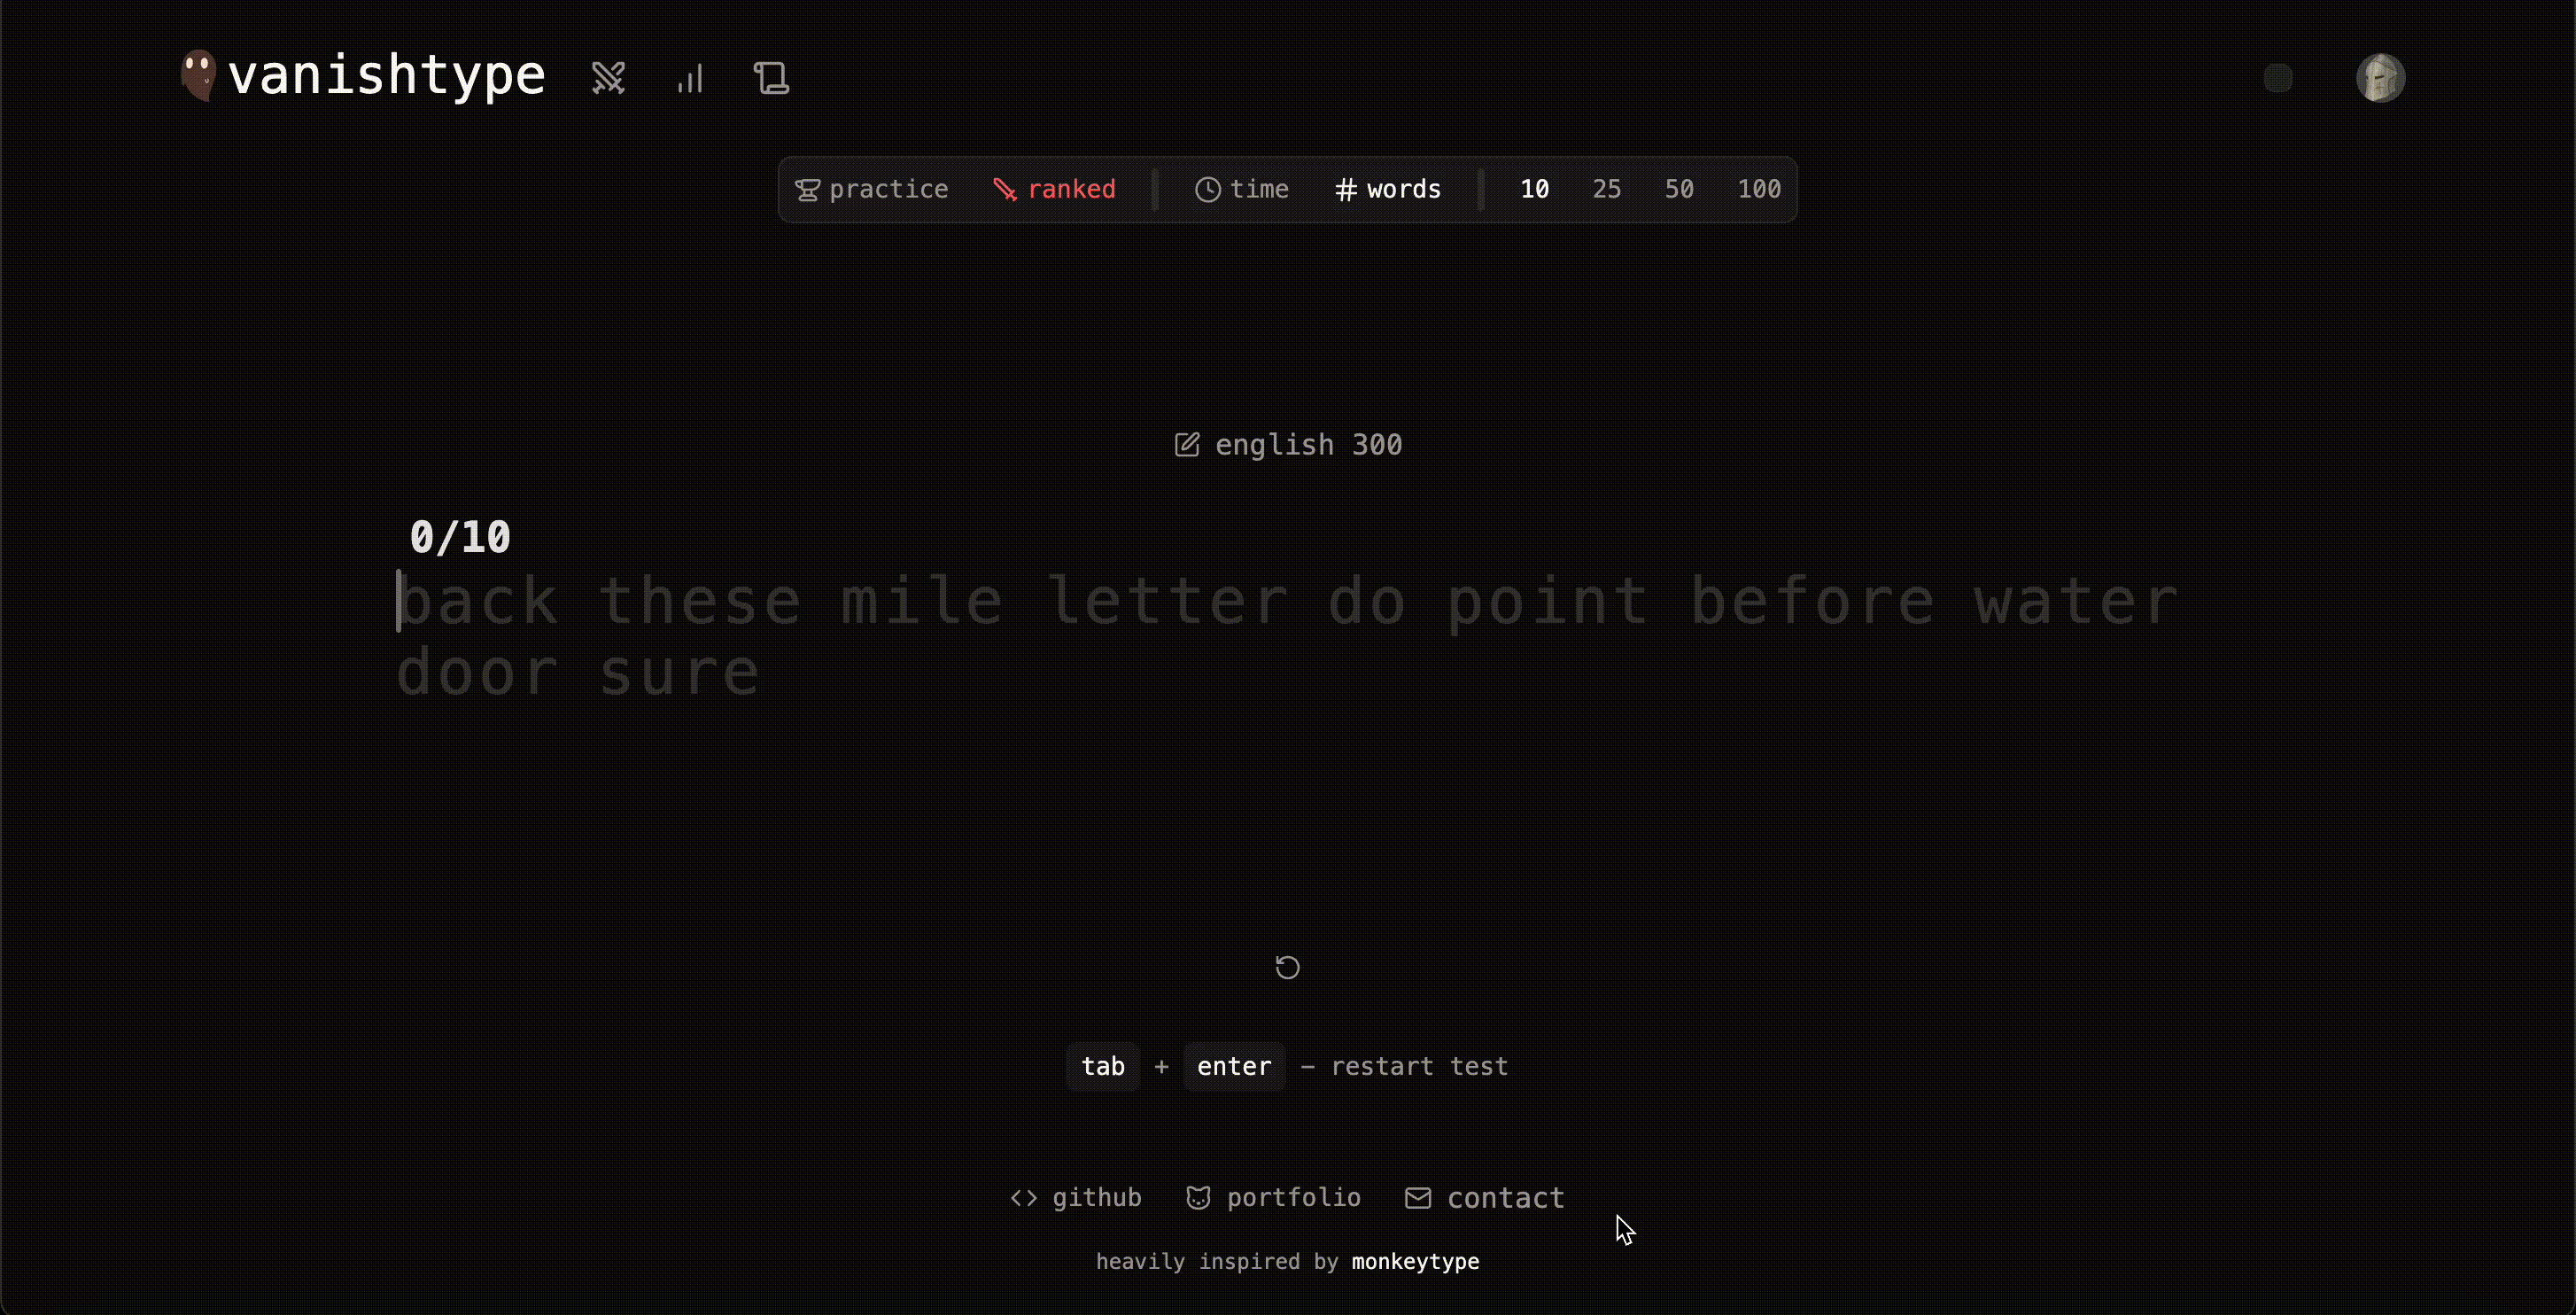 vanishtype
practice ranked time words 10 25 50 100
english 300
0/10
back these mile letter do point before water
door sure
tab + enter – restart test
github portfolio contact
heavily inspired by monkeytype